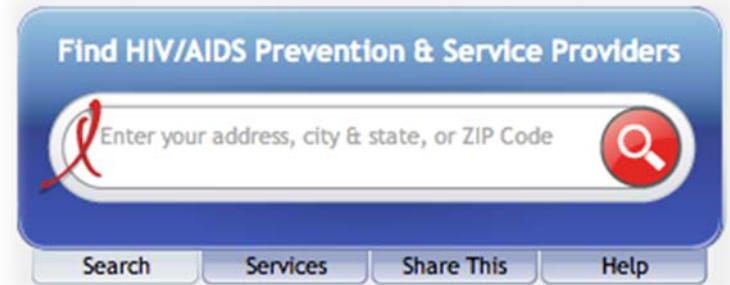 Find HIV/AIDS Prevention & Service Providers
Enter your address, city & state, or ZIP Code
Search Services Share This Help